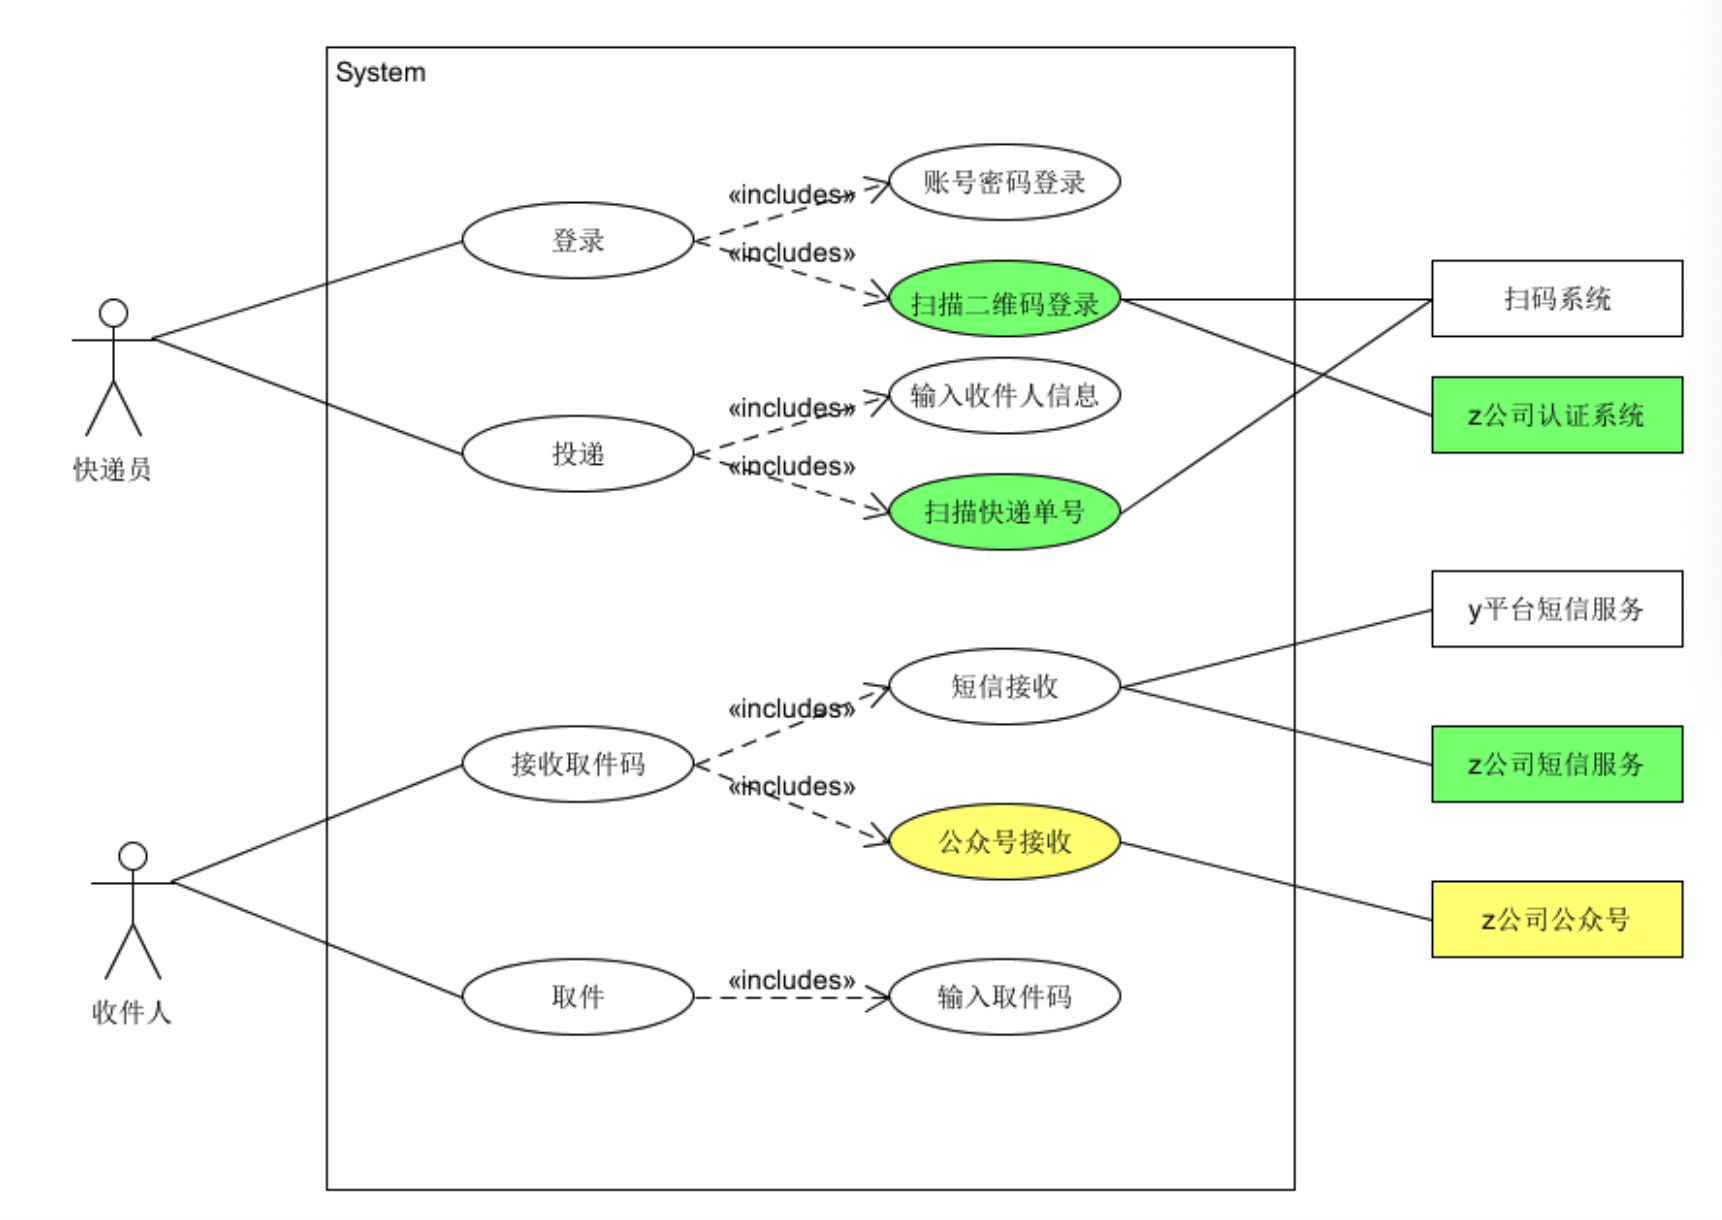 System
账号密码登录
«includes»
登录
«includes»
扫描二维码登录
扫码系统
输入收件人信息
«includes»
z公司认证系统
投递
«includes»
快递员
扫描快递单号
y平台短信服务
短信接收
«includes»
接收取件码
z公司短信服务
«includes»
公众号接收
z公司公众号
«includes»
取件
输入取件码
收件人